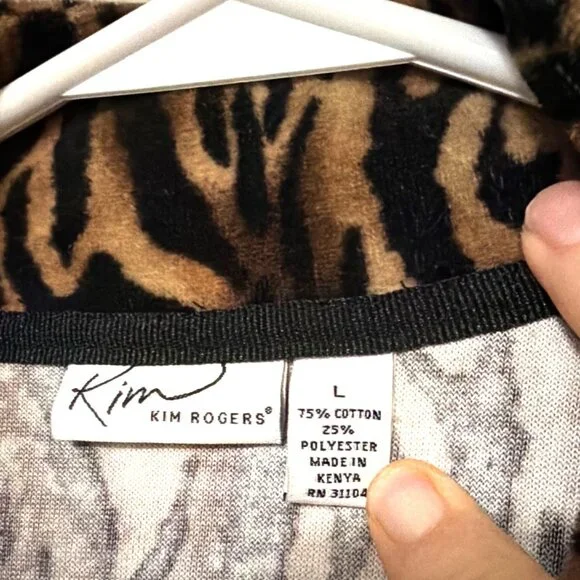 Kim
KIM ROGERS®
L
75% COTTON
25%
POLYESTER
MADE IN
KENYA
RN 31104